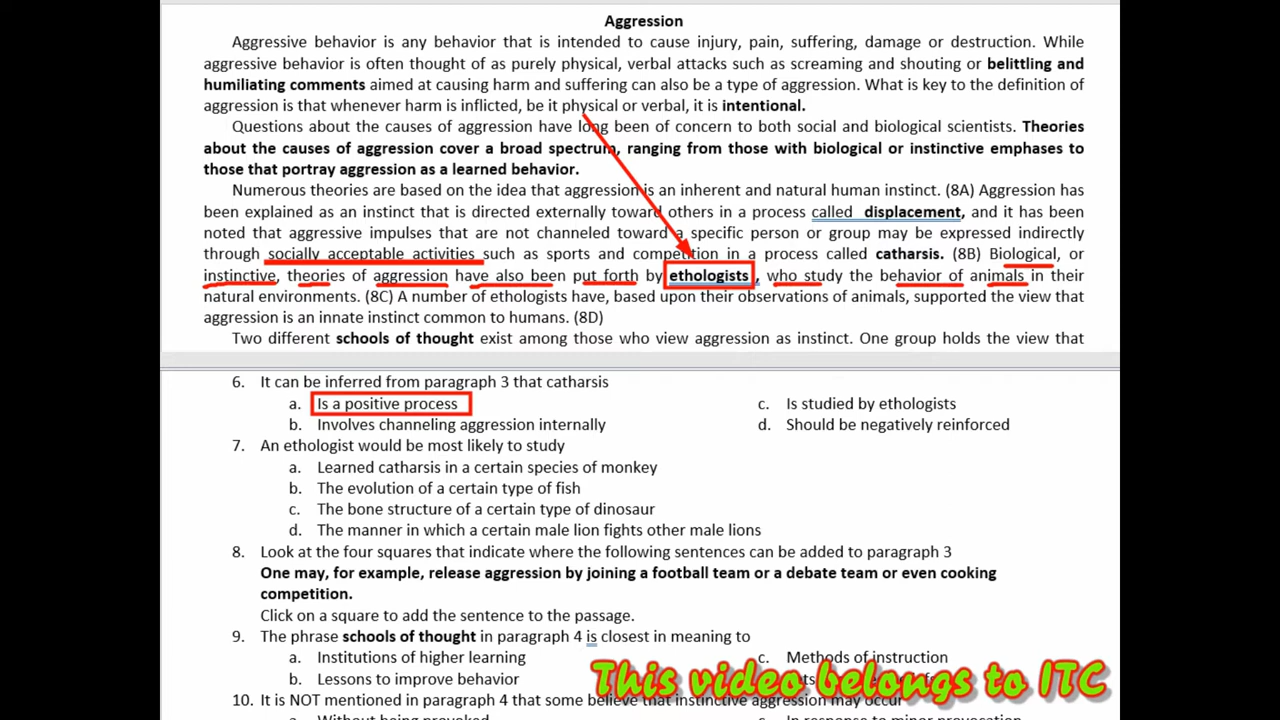 Aggression
Aggressive behavior is any behavior that is intended to cause injury, pain, suffering, damage or destruction. While
aggressive behavior is often thought of as purely physical, verbal attacks such as screaming and shouting or belittling and
humiliating comments aimed at causing harm and suffering can also be a type of aggression. What is key to the definition of
aggression is that whenever harm is inflicted, be it physical or verbal, it is intentional.
Questions about the causes of aggression have long been of concern to both social and biological scientists. Theories
about the causes of aggression cover a broad spectrum, ranging from those with biological or instinctive emphases to
those that portray aggression as a learned behavior.
Numerous theories are based on the idea that aggression is an inherent and natural human instinct. (8A) Aggression has
been explained as an instinct that is directed externally toward others in a process called displacement, and it has been
noted that aggressive impulses that are not channeled toward a specific person or group may be expressed indirectly
through socially acceptable activities such as sports and competition in a process called catharsis. (8B) Biological, or
instinctive, theories of aggression have also been put forth by ethologists, who study the behavior of animals in their
natural environments. (8C) A number of ethologists have, based upon their observations of animals, supported the view that
aggression is an innate instinct common to humans. (8D)
Two different schools of thought exist among those who view aggression as instinct. One group holds the view that
6. It can be inferred from paragraph 3 that catharsis
a. Is a positive process c. Is studied by ethologists
b. Involves channeling aggression internally d. Should be negatively reinforced
7. An ethologist would be most likely to study
a. Learned catharsis in a certain species of monkey
b. The evolution of a certain type of fish
c. The bone structure of a certain type of dinosaur
d. The manner in which a certain male lion fights other male lions
8. Look at the four squares that indicate where the following sentences can be added to paragraph 3
One may, for example, release aggression by joining a football team or a debate team or even cooking
competition.
Click on a square to add the sentence to the passage.
9. The phrase schools of thought in paragraph 4 is closest in meaning to
a. Institutions of higher learning c. Methods of instruction
b. Lessons to improve behavior
This video belongs to ITC
10. It is NOT mentioned in paragraph 4 that some believe that instinctive aggression may occur
a. Without being provoked c. In response to minor provocation